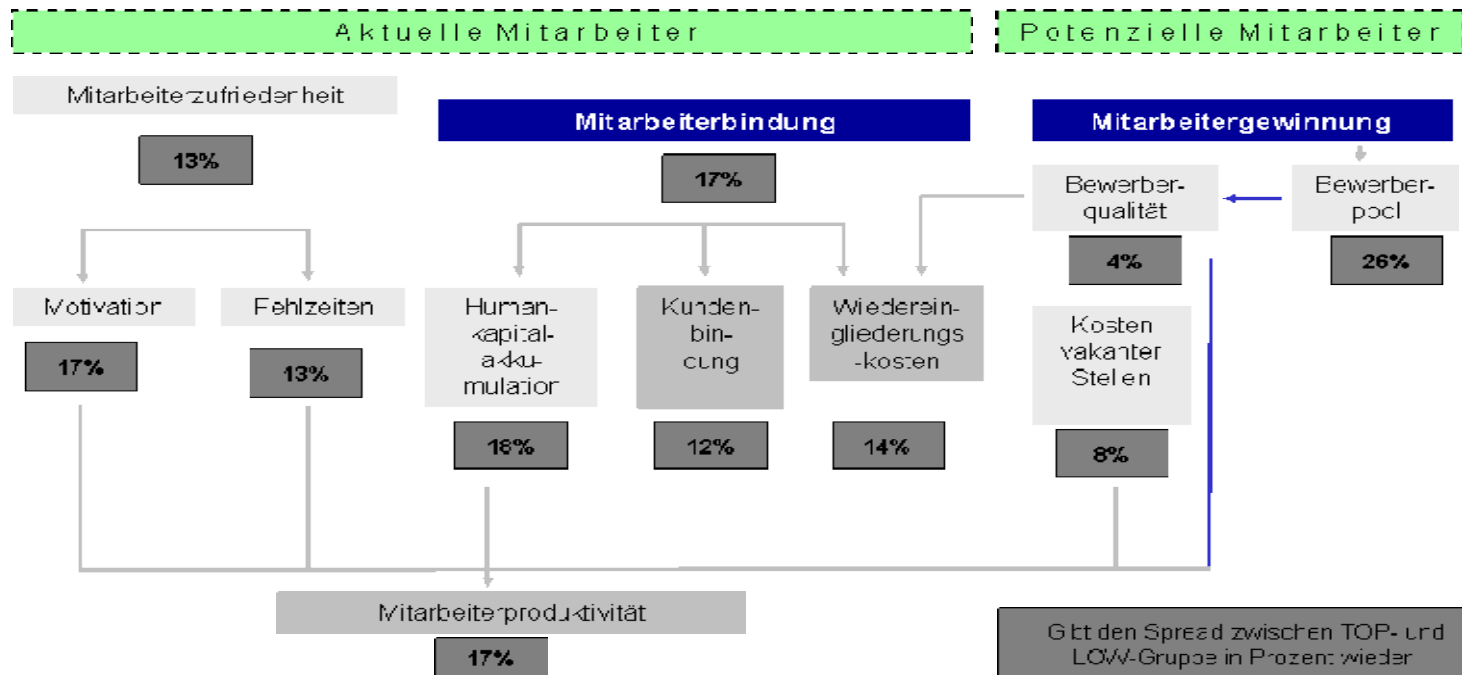 Aktuelle Mitarbeiter
Potenzielle Mitarbeiter
Mitarbeiterzufriedenheit
13%
Mitarbeiterbindung
17%
Mitarbeitergewinnung
Bewerber-
qualität
4%
Bewerber-
pool
26%
Motivation
17%
Fehlzeiten
13%
Human-
kapital-
akku-
mulation
18%
Kunden-
bin-
dung
12%
Wiederein-
gliederungs
-kosten
14%
Kosten
vakanter
Stellen
8%
Mitarbeiterproduktivität
17%
Gibt den Spread zwischen TOP- und
LOW-Gruppe in Prozent wieder